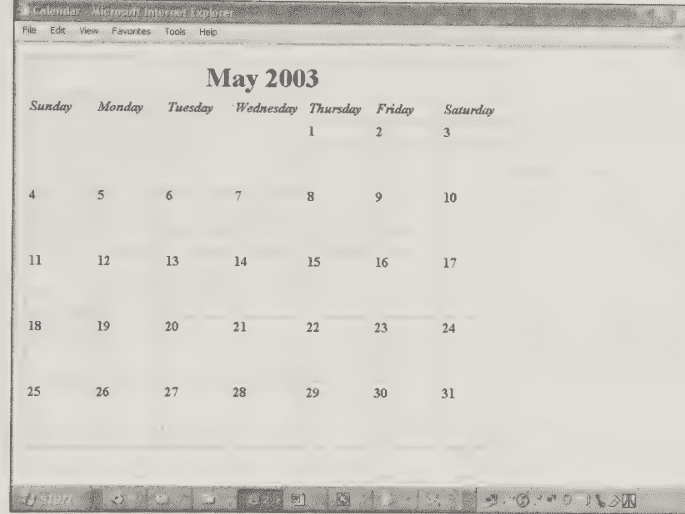 Calendar - Microsoft Internet Explorer
File Edit View Favorites Tools Help
May 2003
Sunday Monday Tuesday Wednesday Thursday Friday Saturday
1 2 3
4 5 6 7 8 9 10
11 12 13 14 15 16 17
18 19 20 21 22 23 24
25 26 27 28 29 30 31